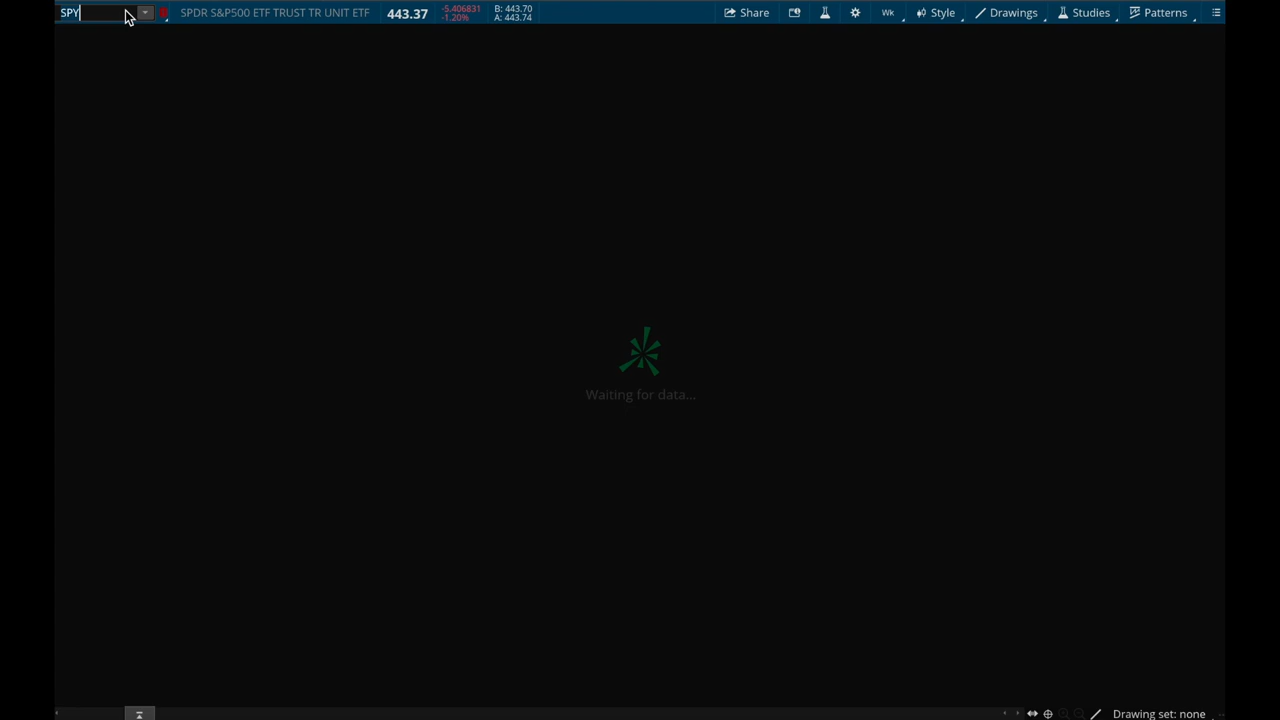 SPY SPDR S&P500 ETF TRUST TR UNIT ETF 443.37 -5.406831 B: 443.70 Share Wk Style Drawings Studies Patterns
-1.20% A: 443.74
Waiting for data...
Drawing set: none